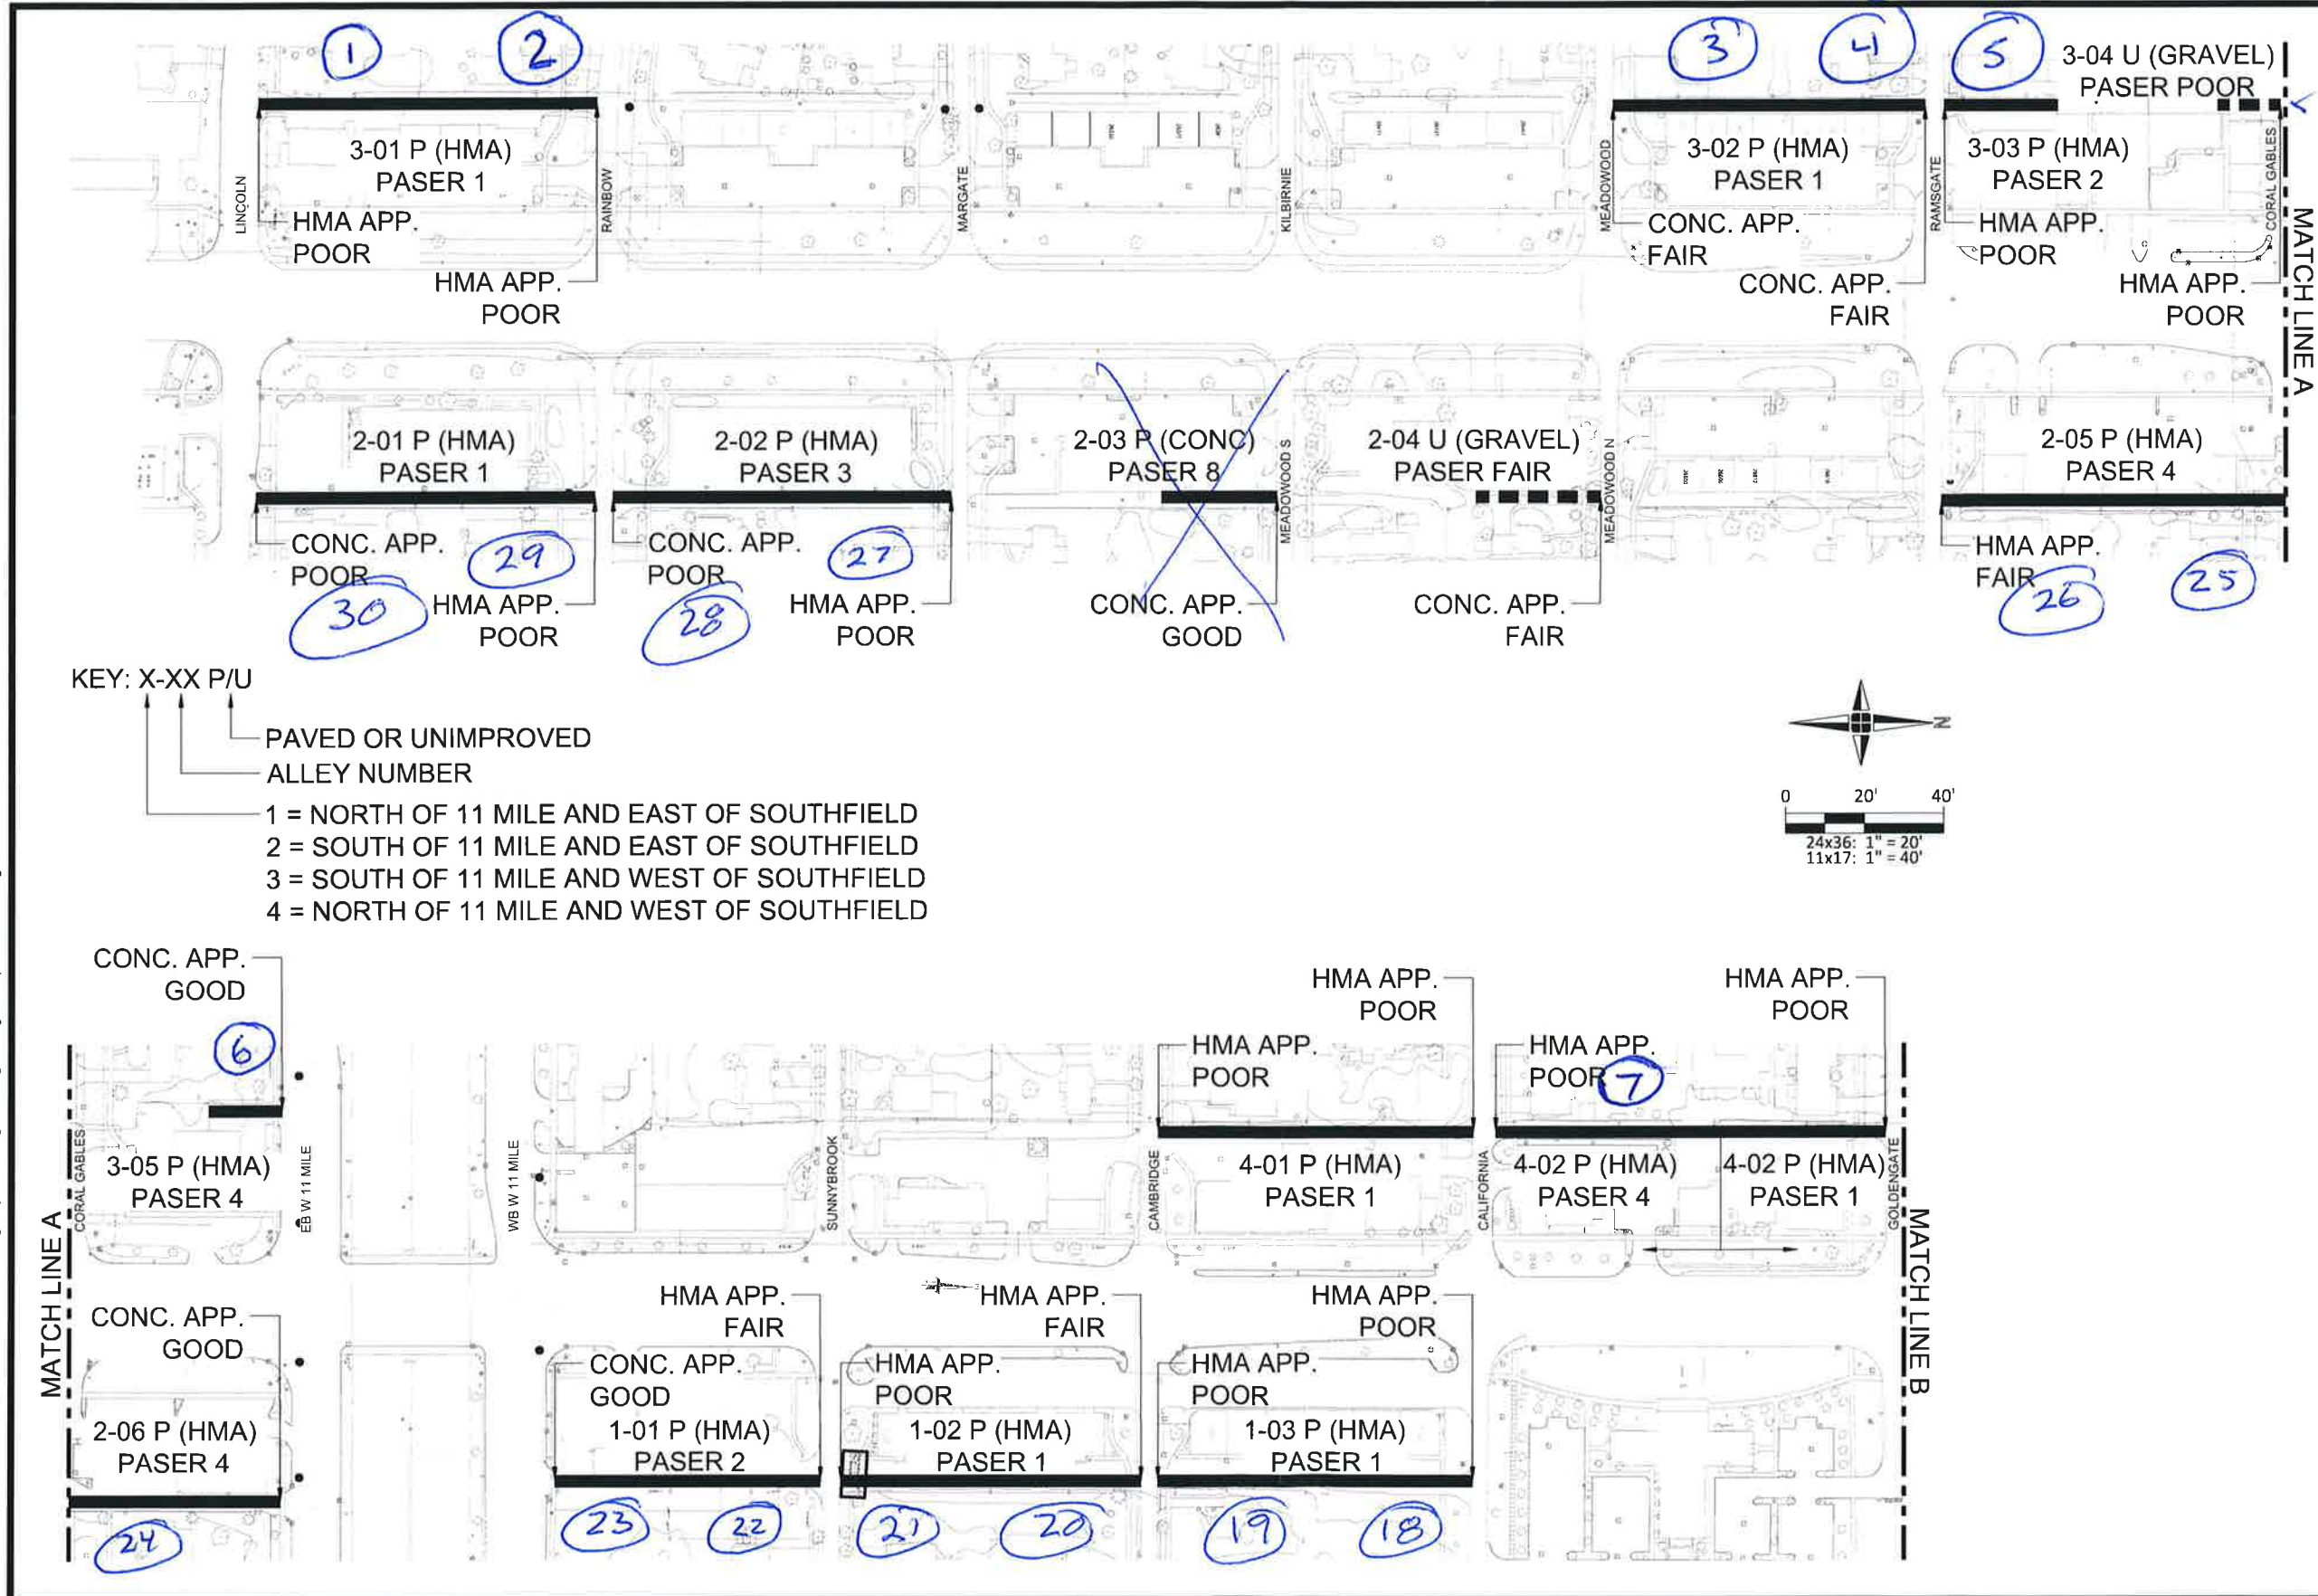 1
2
3
4
5
3-04 U (GRAVEL)
PASER POOR
3-01 P (HMA)
PASER 1
3-02 P (HMA)
PASER 1
3-03 P (HMA)
PASER 2
LINCOLN
RAINBOW
MARGATE
KILBIRNIE
MEADOWOOD
RAMSGATE
CORAL GABLES
MATCH LINE A
HMA APP.
POOR
HMA APP.
POOR
CONC. APP.
FAIR
CONC. APP.
FAIR
HMA APP.
POOR
HMA APP.
POOR
2-01 P (HMA)
PASER 1
2-02 P (HMA)
PASER 3
2-03 P (CONC)
PASER 8
MEADOWOOD S
2-04 U (GRAVEL)
PASER FAIR
MEADOWOOD N
2-05 P (HMA)
PASER 4
CONC. APP.
POOR
29
30
HMA APP.
POOR
CONC. APP.
POOR
27
28
HMA APP.
POOR
CONC. APP.
GOOD
CONC. APP.
FAIR
HMA APP.
FAIR
26
25
KEY: X-XX P/U
PAVED OR UNIMPROVED
ALLEY NUMBER
1 = NORTH OF 11 MILE AND EAST OF SOUTHFIELD
2 = SOUTH OF 11 MILE AND EAST OF SOUTHFIELD
3 = SOUTH OF 11 MILE AND WEST OF SOUTHFIELD
4 = NORTH OF 11 MILE AND WEST OF SOUTHFIELD
N
0 20' 40'
24x36: 1" = 20'
11x17: 1" = 40'
CONC. APP.
GOOD
6
HMA APP.
POOR
HMA APP.
POOR
HMA APP.
POOR
HMA APP.
POOR
7
CORAL GABLES
3-05 P (HMA)
PASER 4
EB W 11 MILE
WB W 11 MILE
SUNNYBROOK
CAMBRIDGE
4-01 P (HMA)
PASER 1
CALIFORNIA
4-02 P (HMA)
PASER 4
4-02 P (HMA)
PASER 1
GOLDENGATE
MATCH LINE A
MATCH LINE B
CONC. APP.
GOOD
HMA APP.
FAIR
HMA APP.
FAIR
HMA APP.
POOR
CONC. APP.
GOOD
HMA APP.
POOR
HMA APP.
POOR
2-06 P (HMA)
PASER 4
1-01 P (HMA)
PASER 2
1-02 P (HMA)
PASER 1
1-03 P (HMA)
PASER 1
24
23
22
21
20
19
18